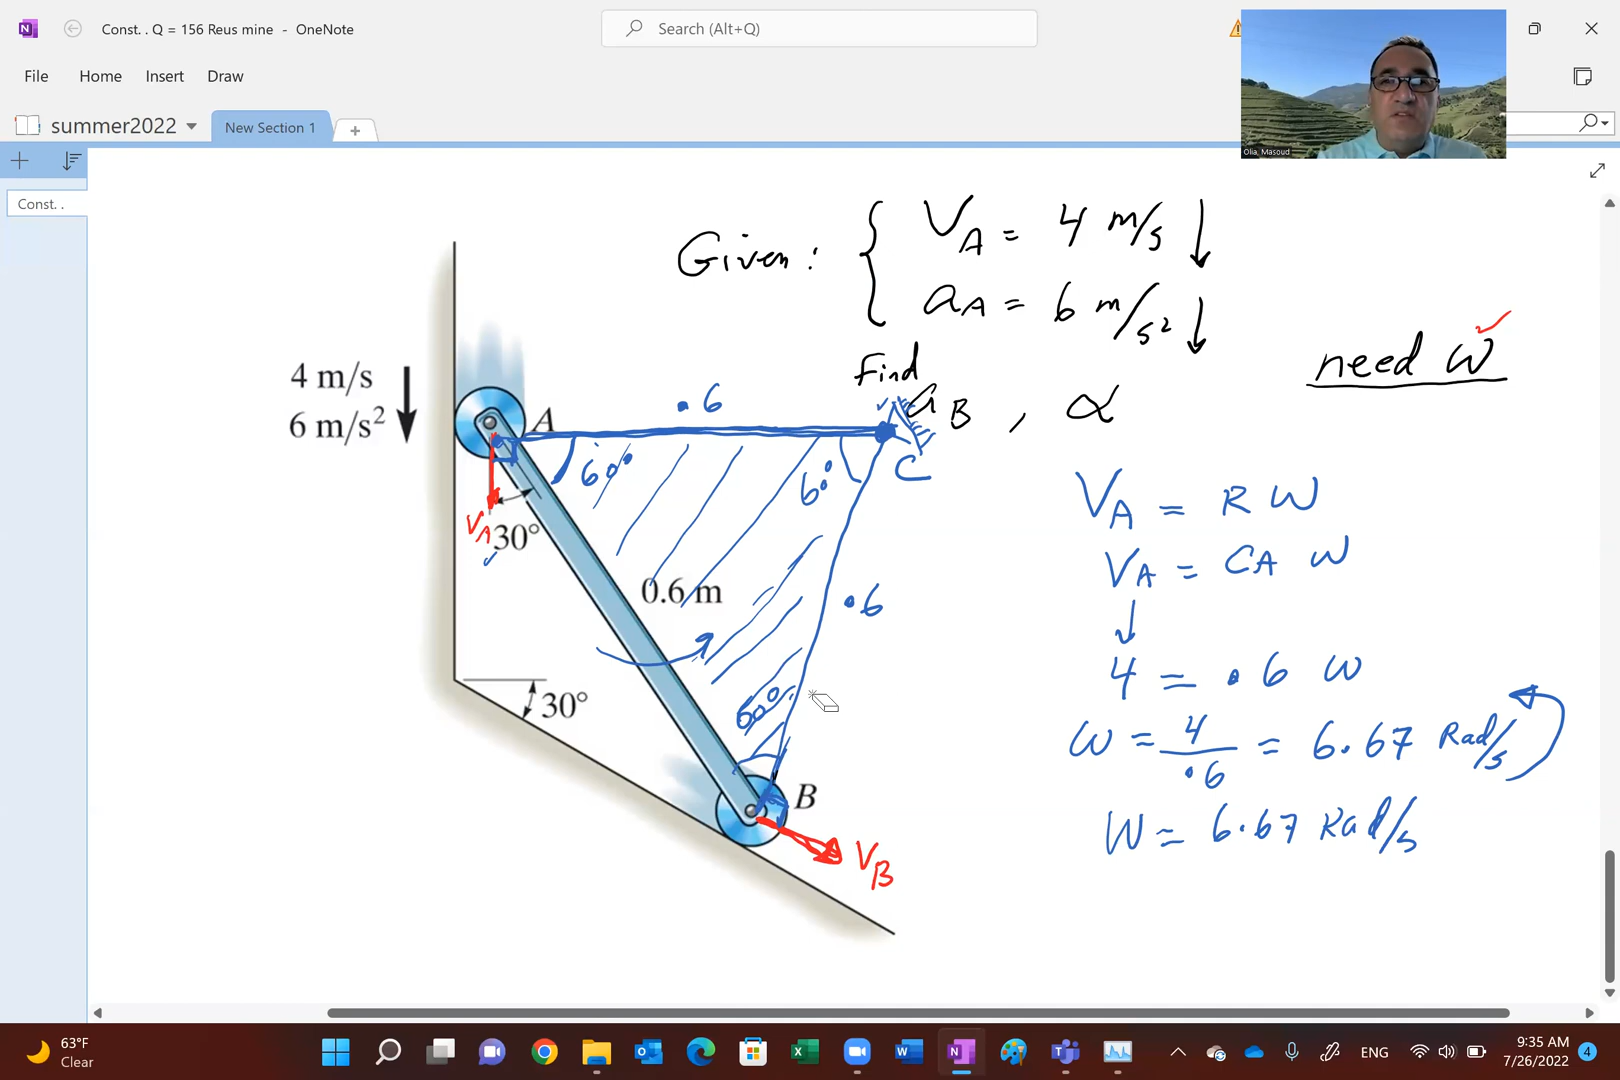 Const. . Q = 156 Reus mine - OneNote
Search (Alt+Q)
File Home Insert Draw
summer2022
New Section 1
Const. .
Olia, Masoud
Given: { VA = 4 m/s ↓
aA = 6 m/s² ↓
Find
aB , α
need ω ✓
4 m/s
6 m/s²
A
.6
60°
60°
C
VA
30°
0.6 m
.6
60°
30°
B
VB
VA = R ω
VA = CA ω
↓
4 = .6 ω
ω = 4/.6 = 6.67 Rad/s
ω = 6.67 Rad/s
63°F
Clear
ENG
9:35 AM
7/26/2022
4